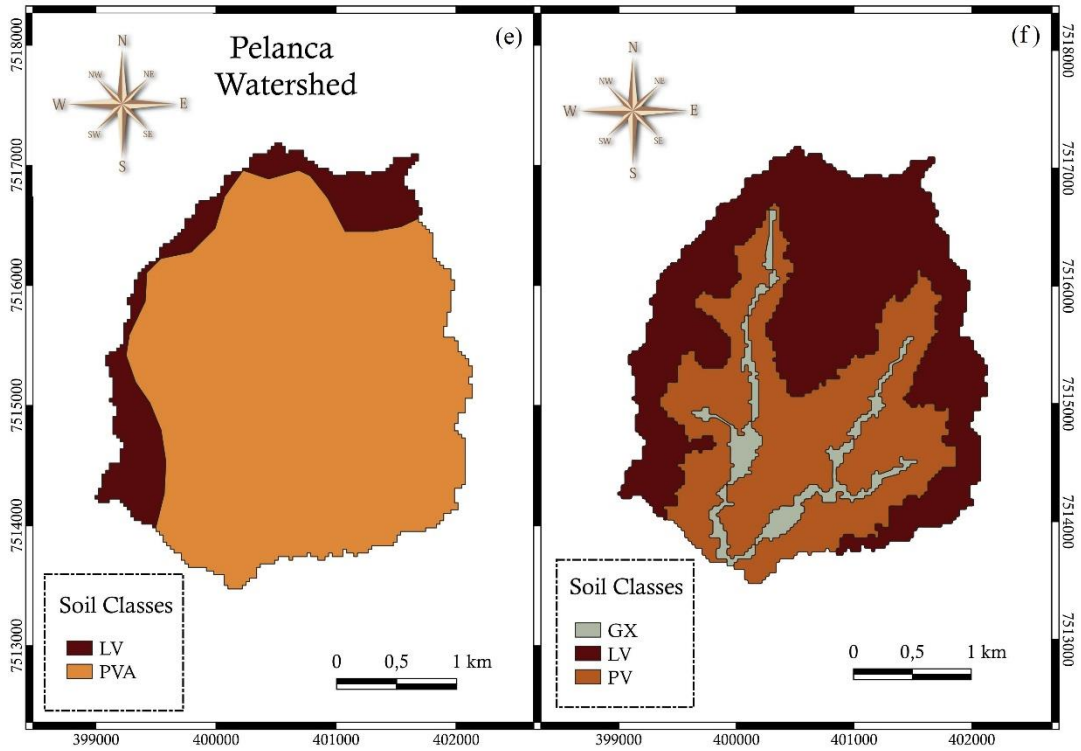 (e)
Pelanca
Watershed
N
NW NE
W E
SW SE
S
7518000
7517000
7516000
7515000
7514000
7513000
Soil Classes
LV
PVA
0 0,5 1 km
399000 400000 401000 402000
(f)
N
NW NE
W E
SW SE
S
7518000
7517000
7516000
7515000
7514000
7513000
Soil Classes
GX
LV
PV
0 0,5 1 km
399000 400000 401000 402000